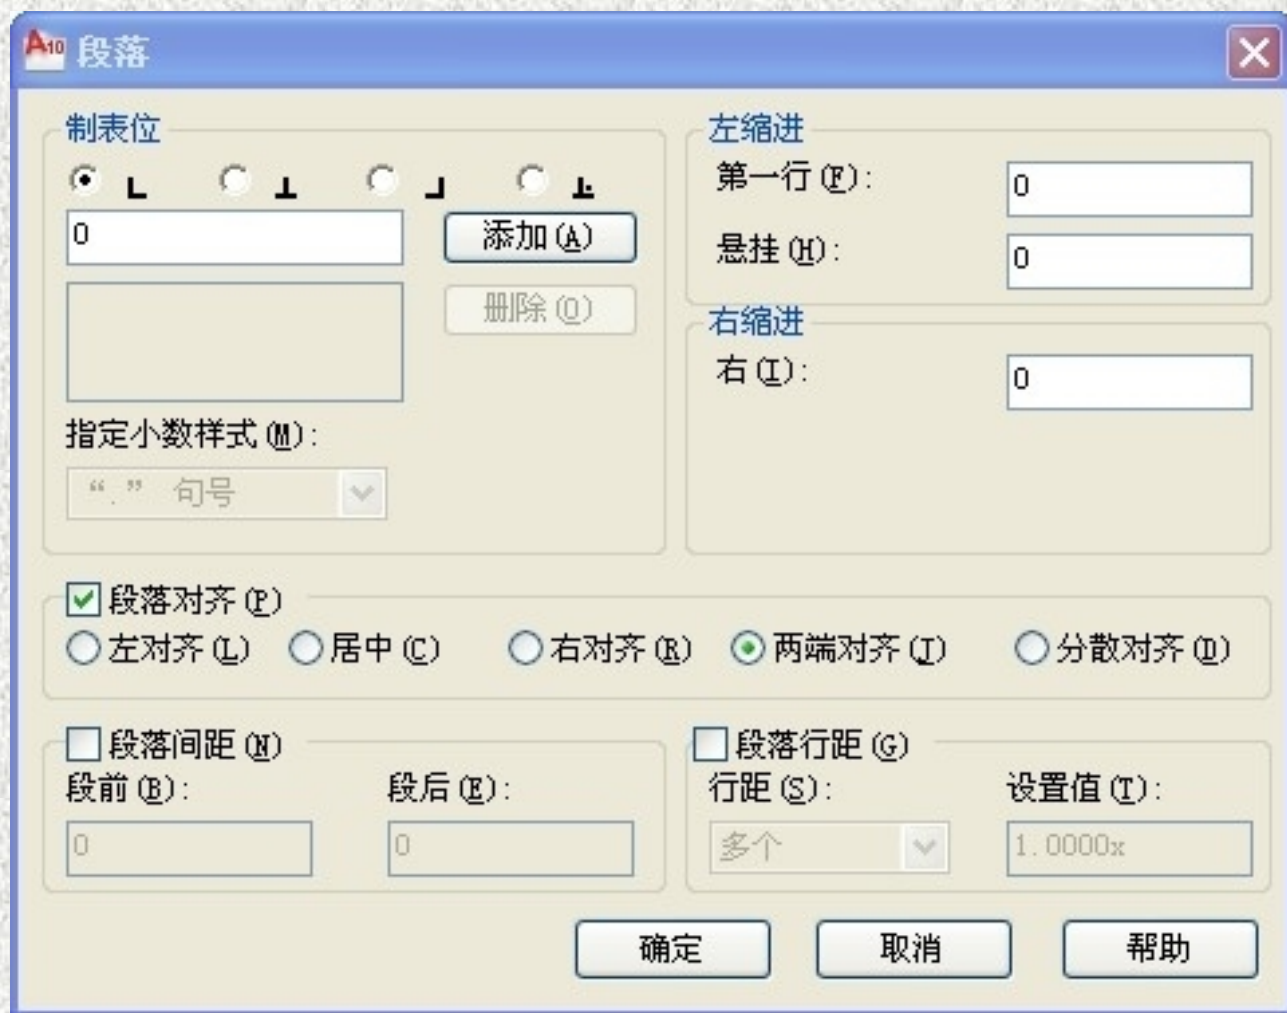 A10 段落
制表位
0
添加(A)
删除(O)
指定小数样式(M):
“.” 句号
左缩进
第一行(F):
0
悬挂(H):
0
右缩进
右(I):
0
段落对齐(P)
左对齐(L) 居中(C) 右对齐(R) 两端对齐(J) 分散对齐(D)
段落间距(N)
段前(B): 段后(E):
0 0
段落行距(G)
行距(S): 设置值(T):
多个 1.0000x
确定 取消 帮助